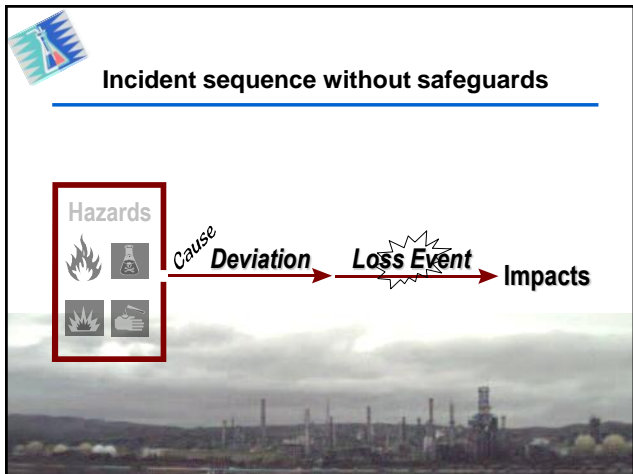 Incident sequence without safeguards
Hazards
Cause
Deviation
Loss Event
Impacts